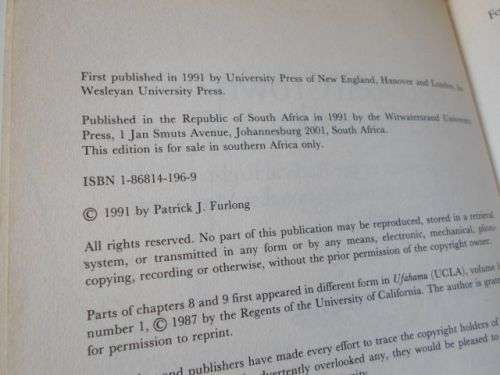 Fo
First published in 1991 by University Press of New England, Hanover and London, in
Wesleyan University Press.
Published in the Republic of South Africa in 1991 by the Witwatersrand University
Press, 1 Jan Smuts Avenue, Johannesburg 2001, South Africa.
This edition is for sale in southern Africa only.
ISBN 1-86814-196-9
© 1991 by Patrick J. Furlong
All rights reserved. No part of this publication may be reproduced, stored in a retrieval
system, or transmitted in any form or by any means, electronic, mechanical, photo-
copying, recording or otherwise, without the prior permission of the copyright owner.
Parts of chapters 8 and 9 first appeared in different form in Ufahama (UCLA), volume
number 1, © 1987 by the Regents of the University of California. The author is grate
for permission to reprint.
and publishers have made every effort to trace the copyright holders of
advertently overlooked any, they would be pleased to